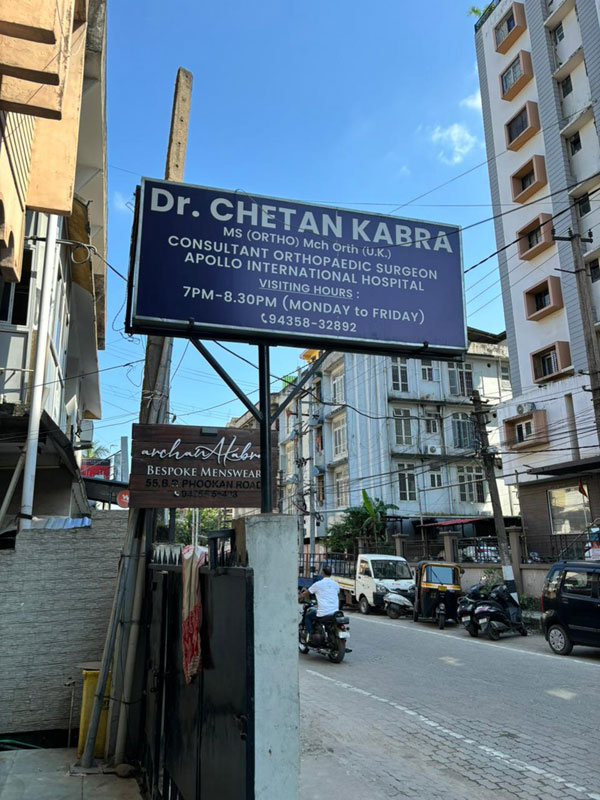 Dr. CHETAN KABRA
MS (ORTHO) Mch Orth (U.K.)
CONSULTANT ORTHOPAEDIC SURGEON
APOLLO INTERNATIONAL HOSPITAL
VISITING HOURS :
7PM-8.30PM (MONDAY to FRIDAY)
94358-32892
BESPOKE MENSWEAR
PHOOKAN ROAD